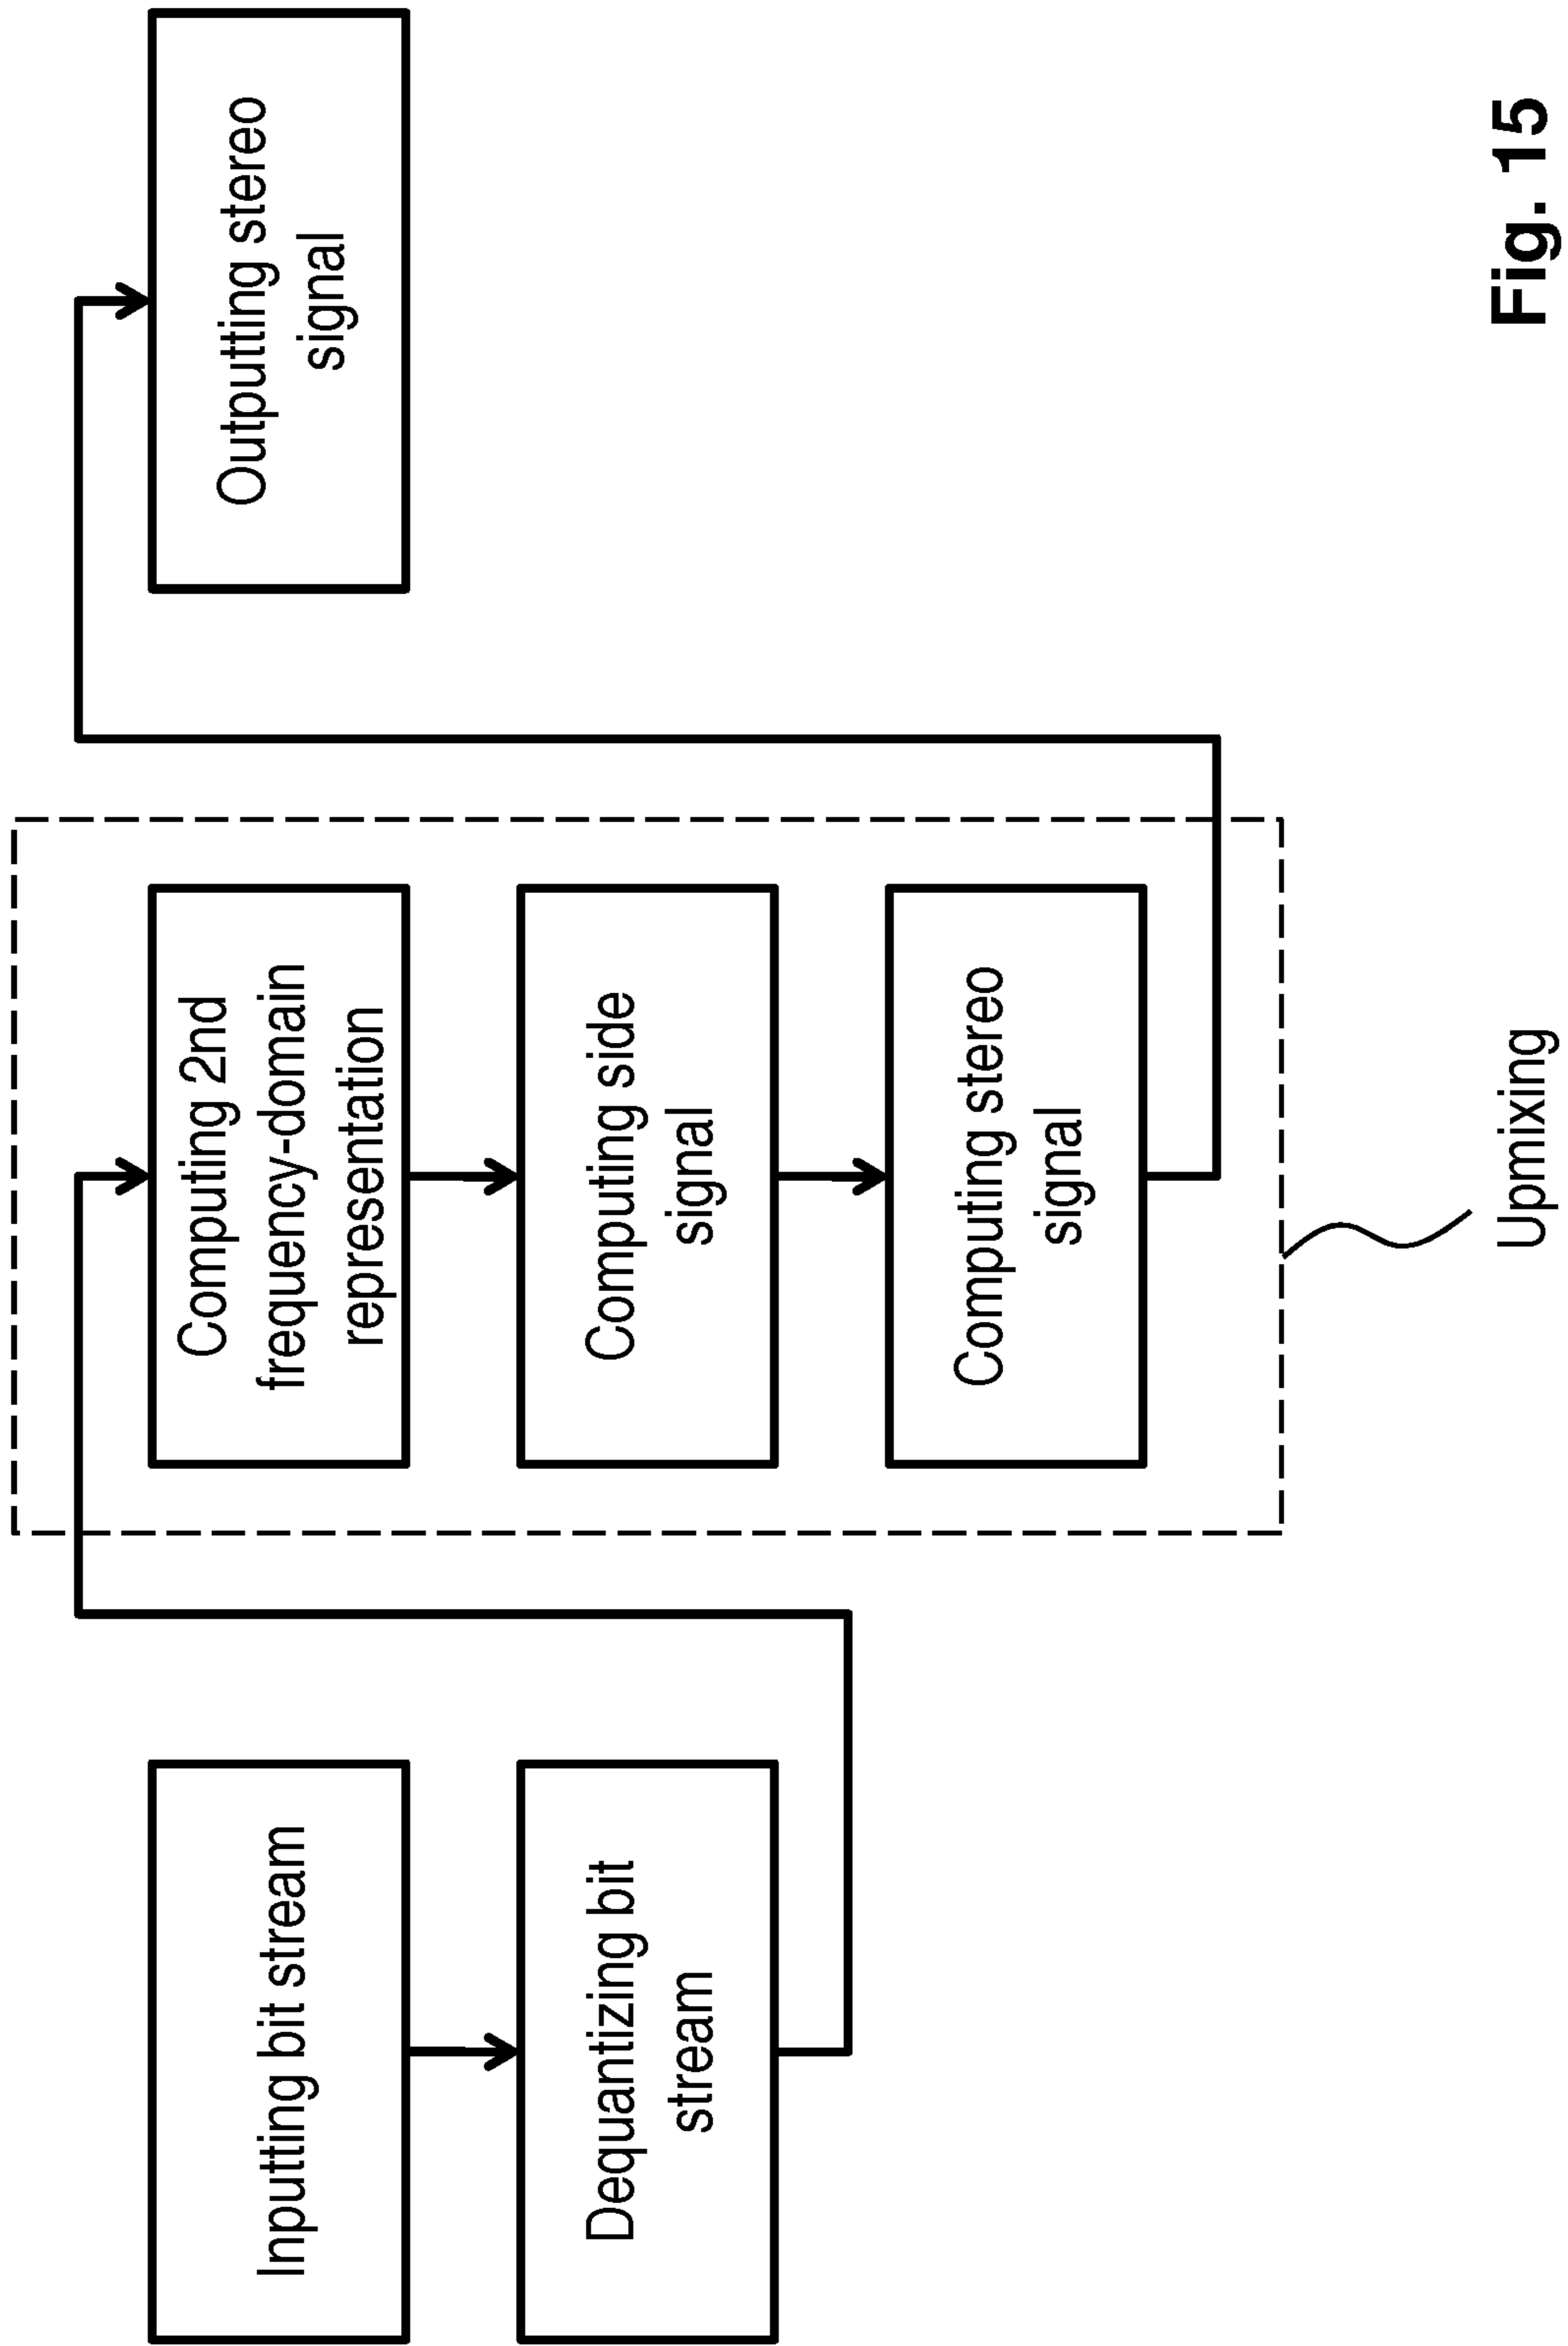 Inputting bit stream
Dequantizing bit
stream
Computing 2nd
frequency-domain
representation
Computing side
signal
Computing stereo
signal
Outputting stereo
signal
Upmixing
Fig. 15